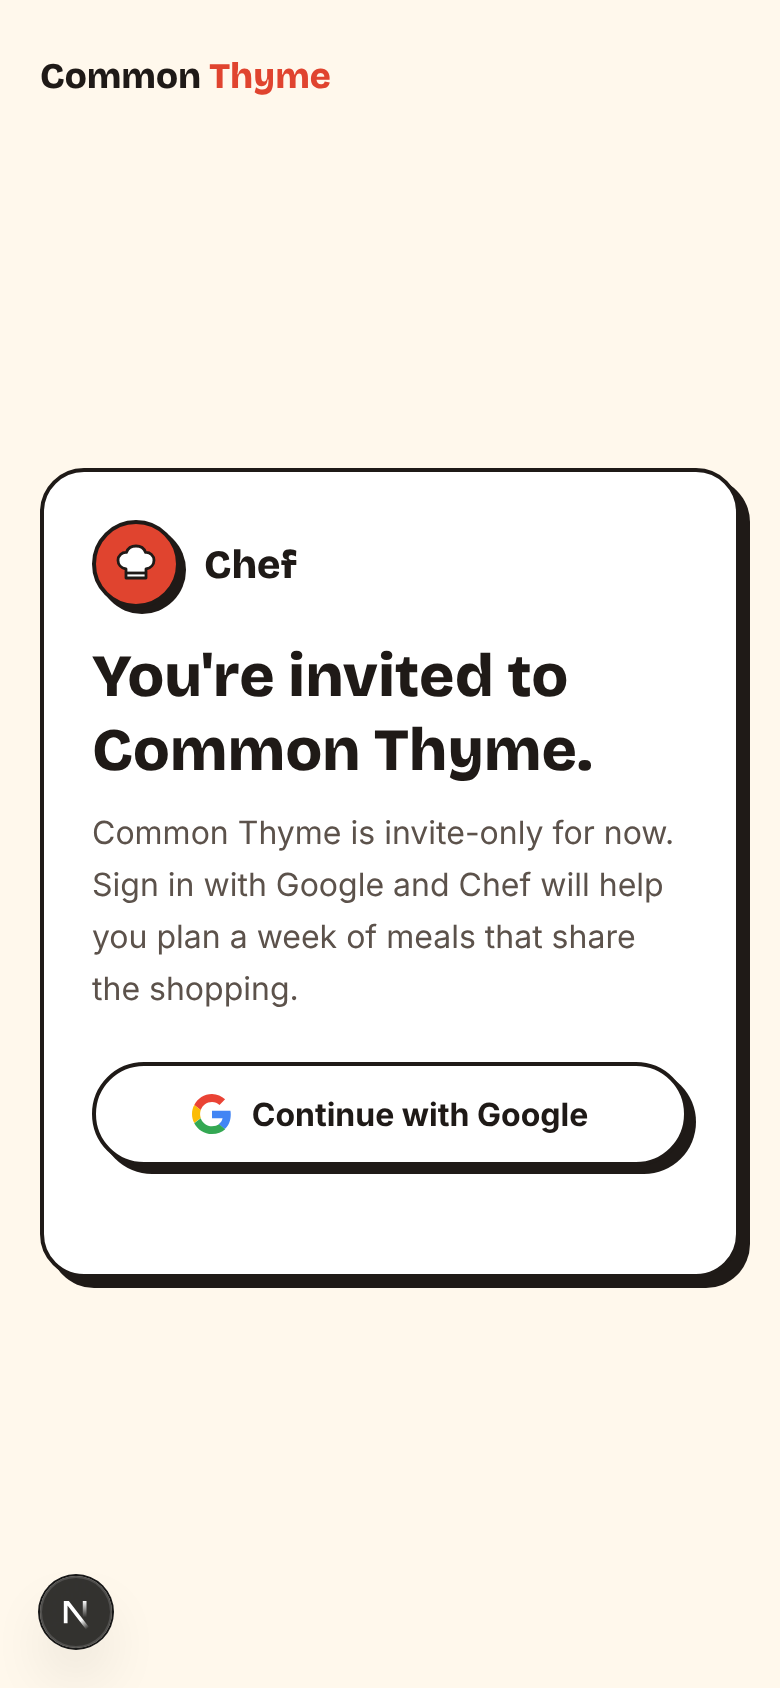 Common Thyme
Chef
You're invited to
Common Thyme.
Common Thyme is invite-only for now.
Sign in with Google and Chef will help
you plan a week of meals that share
the shopping.
Continue with Google
N